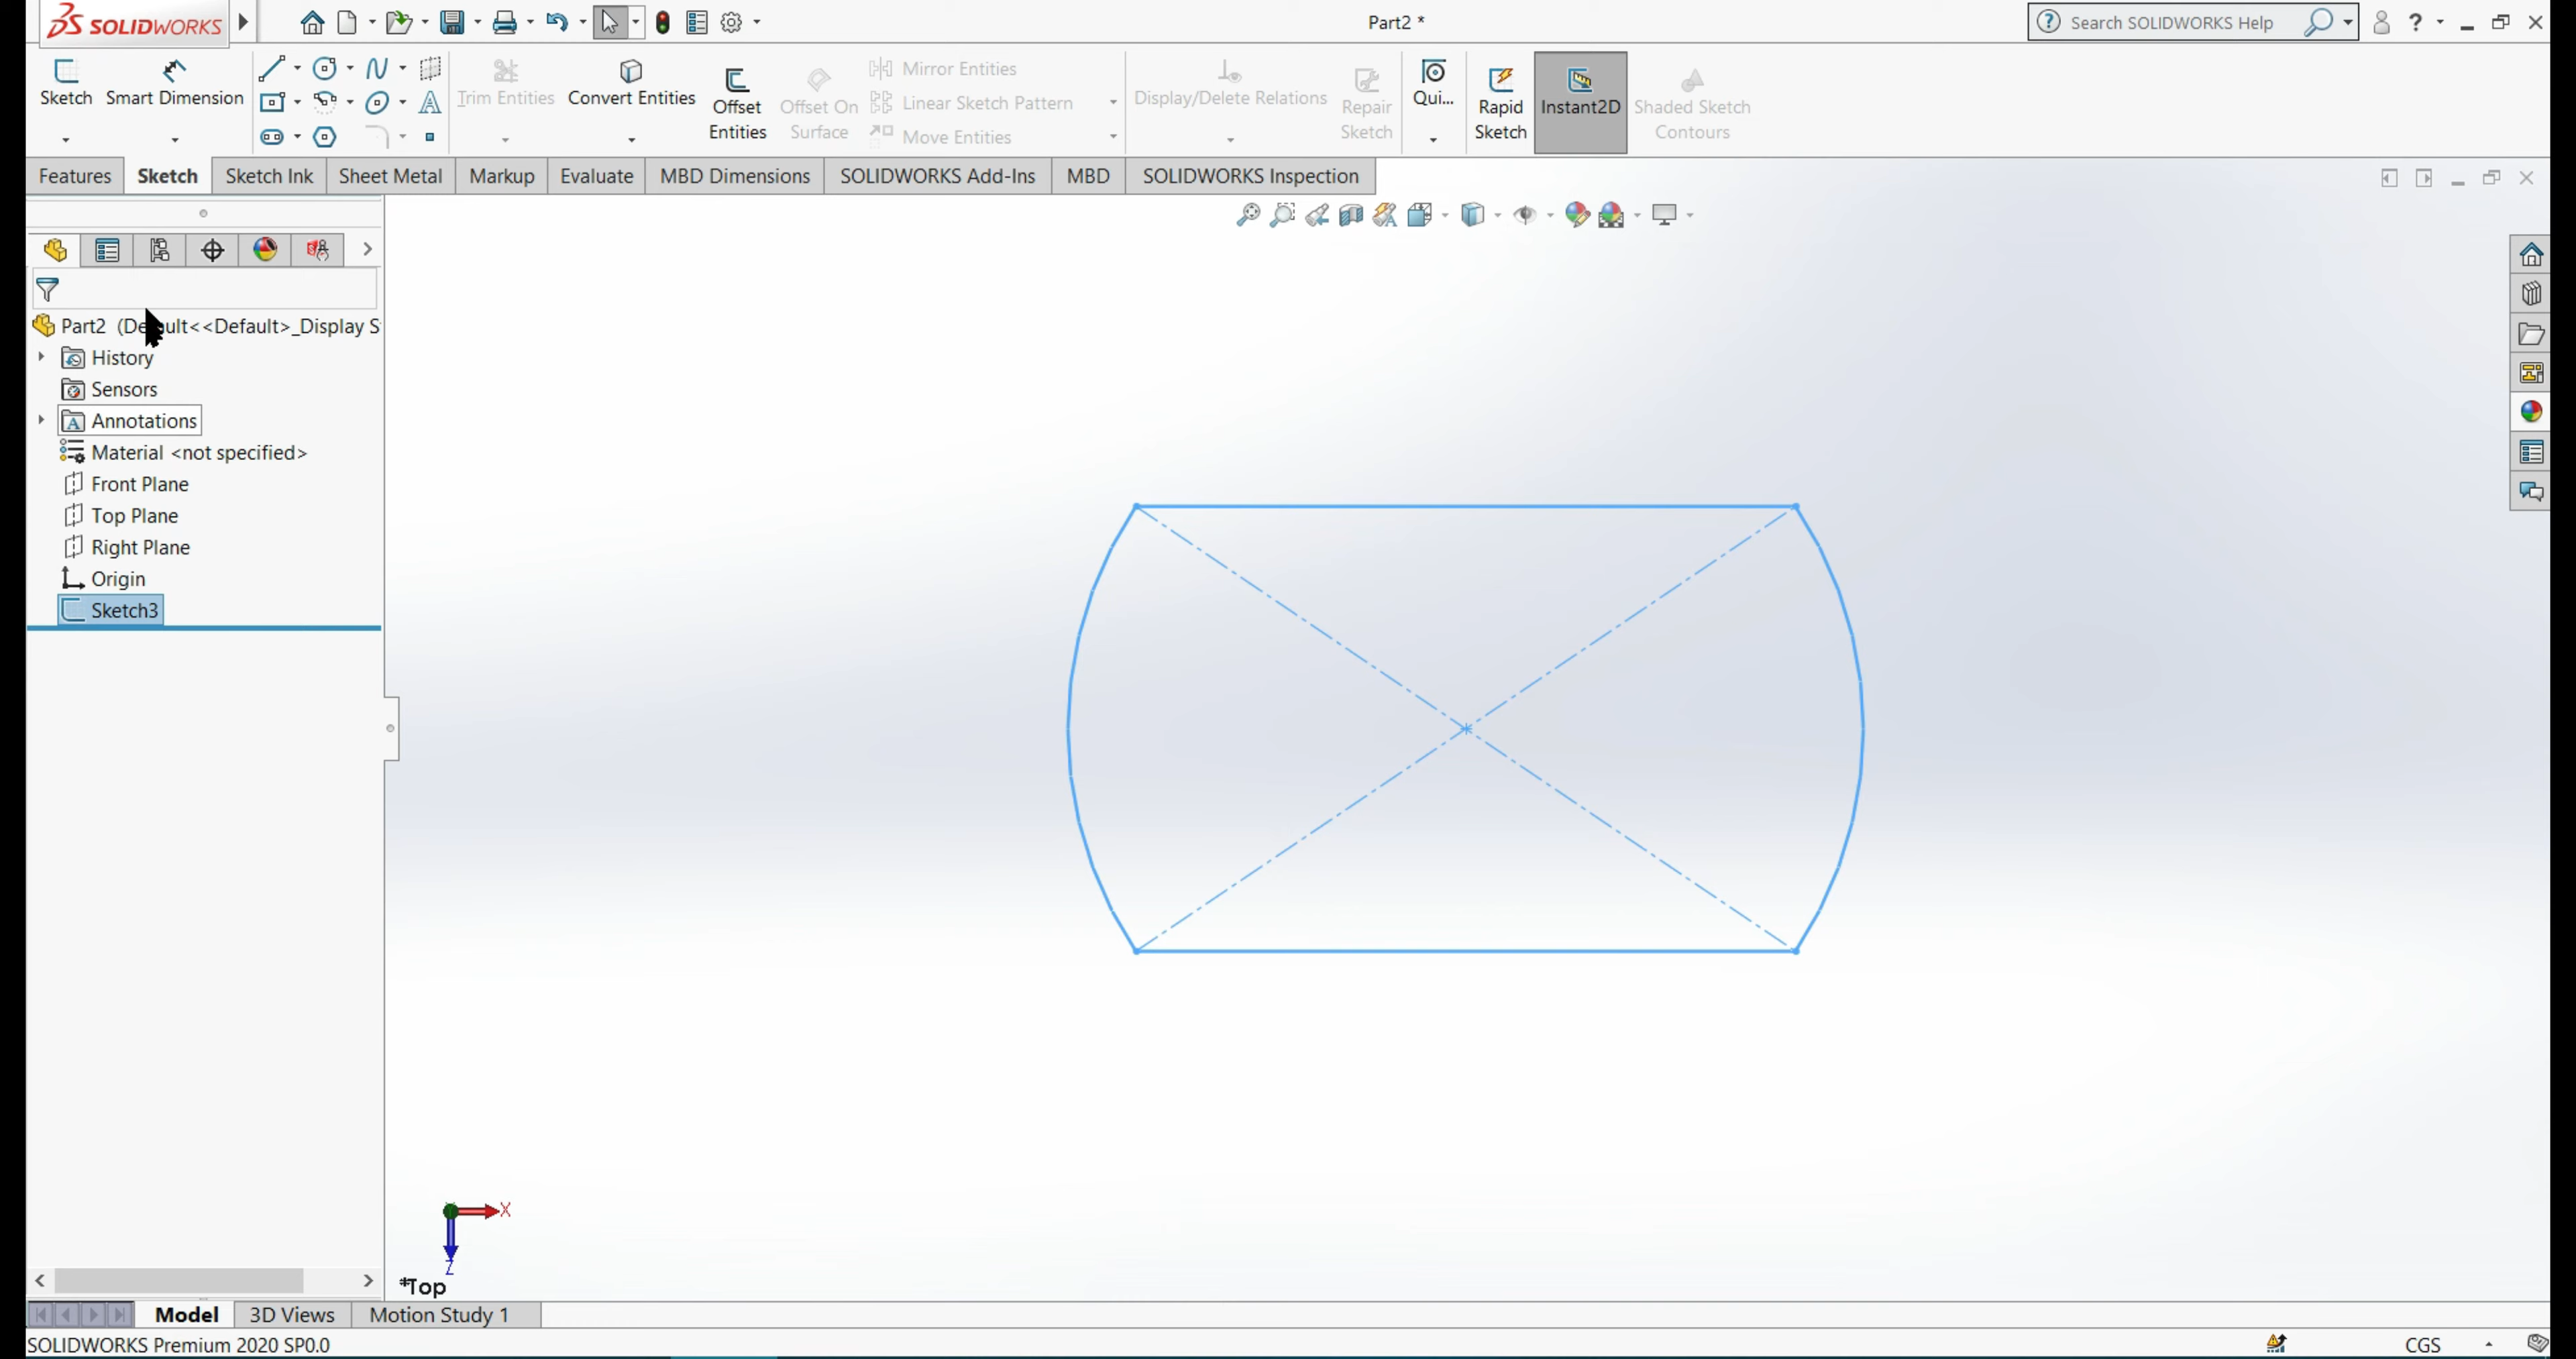 SOLIDWORKS
Part2 *
Search SOLIDWORKS Help
Sketch
Smart Dimension
Trim Entities
Convert Entities
Offset
Entities
Offset On
Surface
Mirror Entities
Linear Sketch Pattern
Move Entities
Display/Delete Relations
Repair
Sketch
Qui...
Rapid
Sketch
Instant2D
Shaded Sketch
Contours
Features
Sketch
Sketch Ink
Sheet Metal
Markup
Evaluate
MBD Dimensions
SOLIDWORKS Add-Ins
MBD
SOLIDWORKS Inspection
Part2 (Default<<Default>_Display S
History
Sensors
Annotations
Material <not specified>
Front Plane
Top Plane
Right Plane
Origin
Sketch3
X
Z
*Top
Model
3D Views
Motion Study 1
SOLIDWORKS Premium 2020 SP0.0
CGS